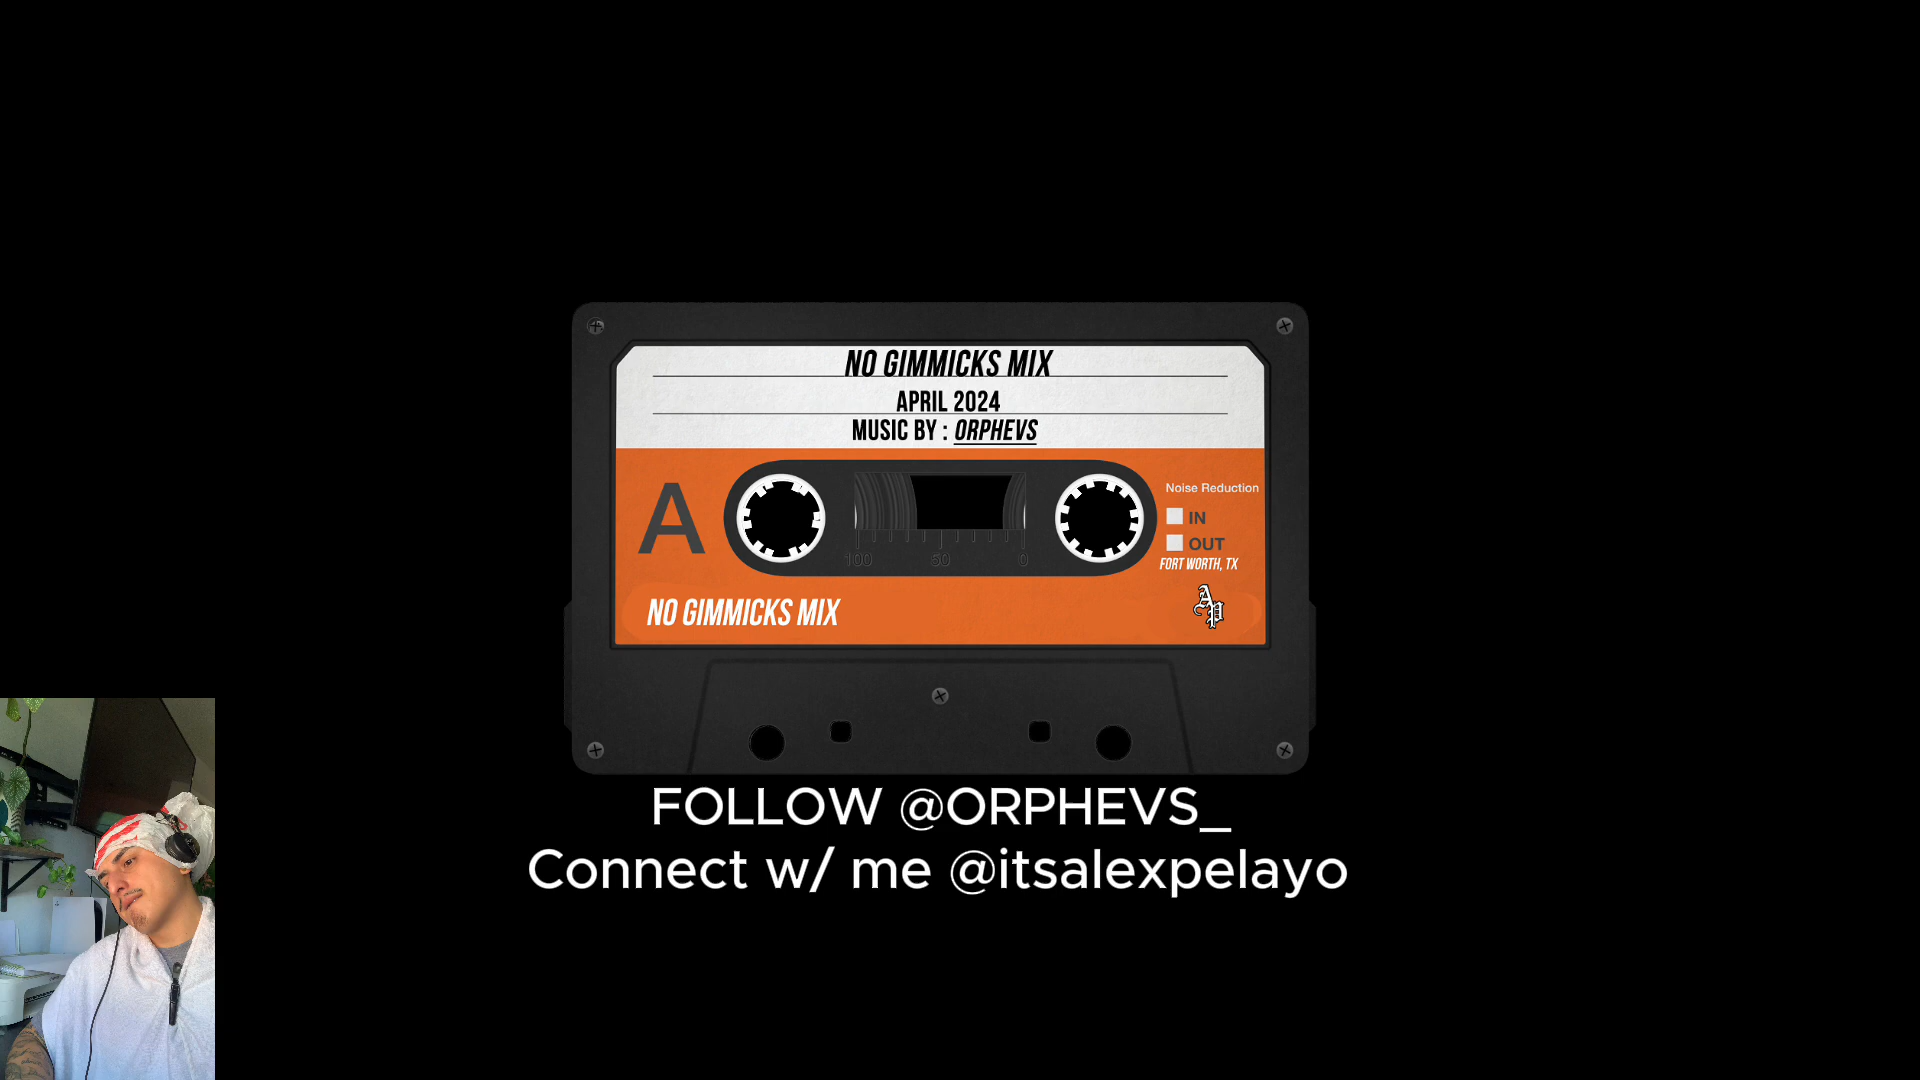 NO GIMMICKS MIX
APRIL 2024
MUSIC BY : ORPHEVS
A
Noise Reduction
IN
OUT
100 50 0
FORT WORTH, TX
NO GIMMICKS MIX
AP
FOLLOW @ORPHEVS_
Connect w/ me @itsalexpelayo